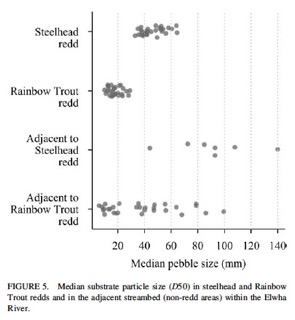 Steelhead
redd
Rainbow Trout
redd
Adjacent to
Steelhead
redd
Adjacent to
Rainbow Trout
redd
20 40 60 80 100 120 140
Median pebble size (mm)
FIGURE 5. Median substrate particle size (D50) in steelhead and Rainbow
Trout redds and in the adjacent streambed (non-redd areas) within the Elwha
River.